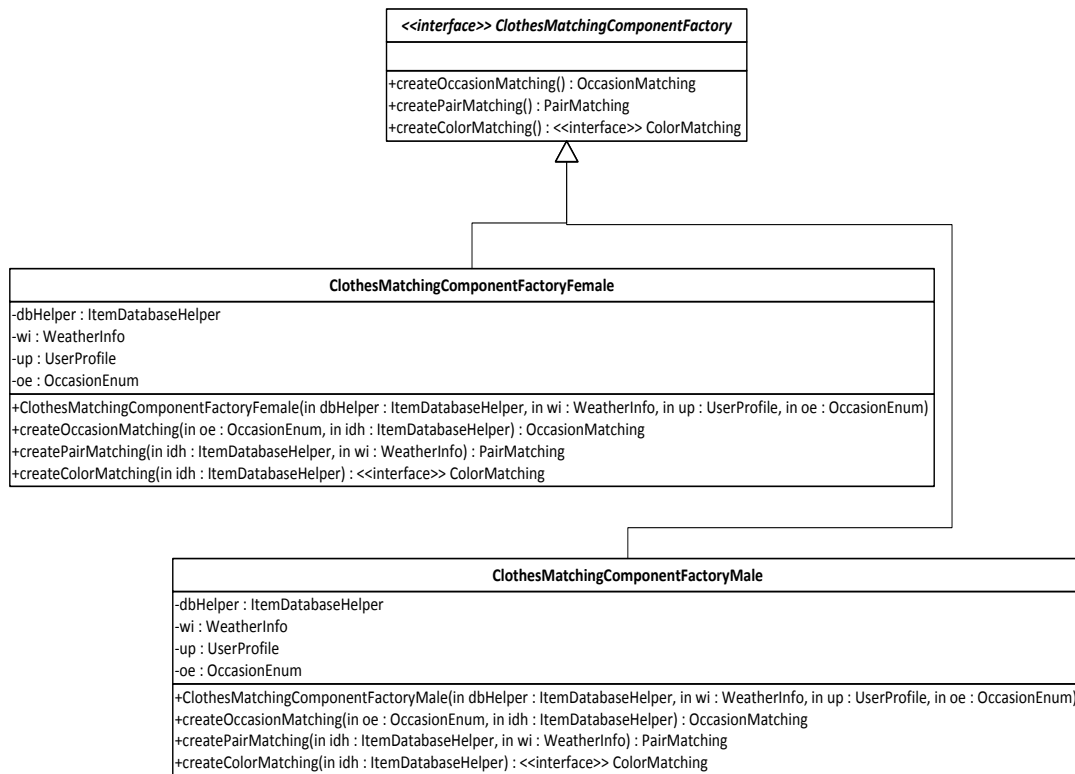 <<interface>> ClothesMatchingComponentFactory
+createOccasionMatching() : OccasionMatching
+createPairMatching() : PairMatching
+createColorMatching() : <<interface>> ColorMatching
ClothesMatchingComponentFactoryFemale
-dbHelper : ItemDatabaseHelper
-wi : WeatherInfo
-up : UserProfile
-oe : OccasionEnum
+ClothesMatchingComponentFactoryFemale(in dbHelper : ItemDatabaseHelper, in wi : WeatherInfo, in up : UserProfile, in oe : OccasionEnum)
+createOccasionMatching(in oe : OccasionEnum, in idh : ItemDatabaseHelper) : OccasionMatching
+createPairMatching(in idh : ItemDatabaseHelper, in wi : WeatherInfo) : PairMatching
+createColorMatching(in idh : ItemDatabaseHelper) : <<interface>> ColorMatching
ClothesMatchingComponentFactoryMale
-dbHelper : ItemDatabaseHelper
-wi : WeatherInfo
-up : UserProfile
-oe : OccasionEnum
+ClothesMatchingComponentFactoryMale(in dbHelper : ItemDatabaseHelper, in wi : WeatherInfo, in up : UserProfile, in oe : OccasionEnum)
+createOccasionMatching(in oe : OccasionEnum, in idh : ItemDatabaseHelper) : OccasionMatching
+createPairMatching(in idh : ItemDatabaseHelper, in wi : WeatherInfo) : PairMatching
+createColorMatching(in idh : ItemDatabaseHelper) : <<interface>> ColorMatching